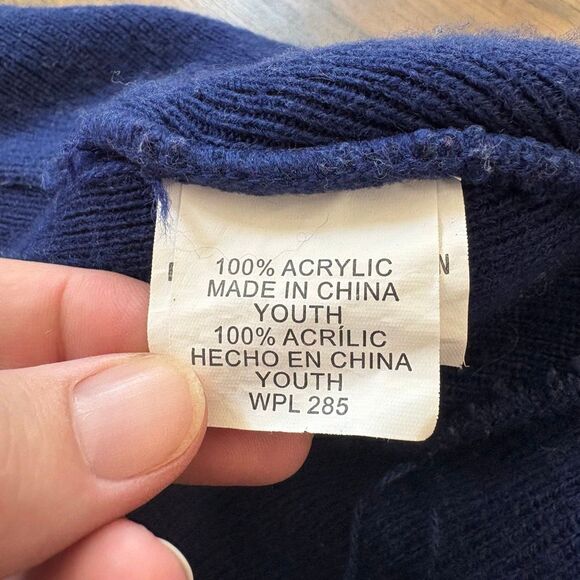 100% ACRYLIC
MADE IN CHINA
YOUTH
100% ACRÍLIC
HECHO EN CHINA
YOUTH
WPL 285
N